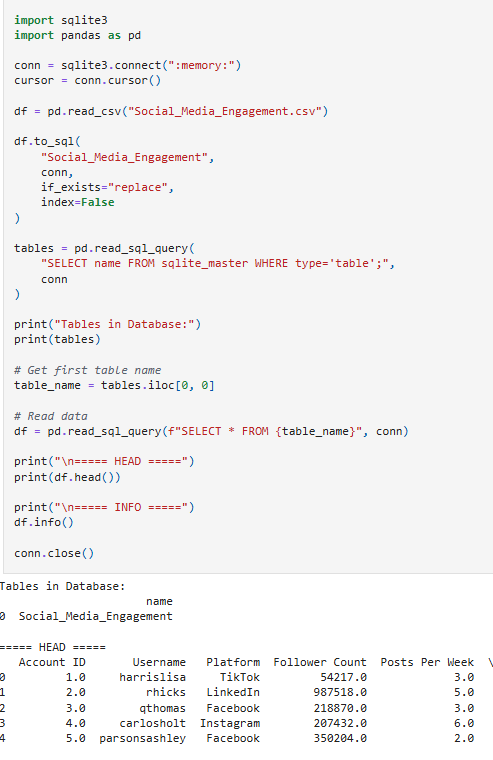 import sqlite3
import pandas as pd
conn = sqlite3.connect(":memory:")
cursor = conn.cursor()
df = pd.read_csv("Social_Media_Engagement.csv")
df.to_sql(
    "Social_Media_Engagement",
    conn,
    if_exists="replace",
    index=False
)
tables = pd.read_sql_query(
    "SELECT name FROM sqlite_master WHERE type='table';",
    conn
)
print("Tables in Database:")
print(tables)
# Get first table name
table_name = tables.iloc[0, 0]
# Read data
df = pd.read_sql_query(f"SELECT * FROM {table_name}", conn)
print("\n===== HEAD =====")
print(df.head())
print("\n===== INFO =====")
df.info()
conn.close()
Tables in Database:
                      name
0  Social_Media_Engagement
===== HEAD =====
   Account ID       Username   Platform  Follower Count  Posts Per Week  \
0         1.0     harrislisa     TikTok         54217.0             3.0
1         2.0         rhicks   LinkedIn        987518.0             5.0
2         3.0        qthomas   Facebook        218870.0             3.0
3         4.0     carlosholt  Instagram        207432.0             6.0
4         5.0  parsonsashley   Facebook        350204.0             2.0